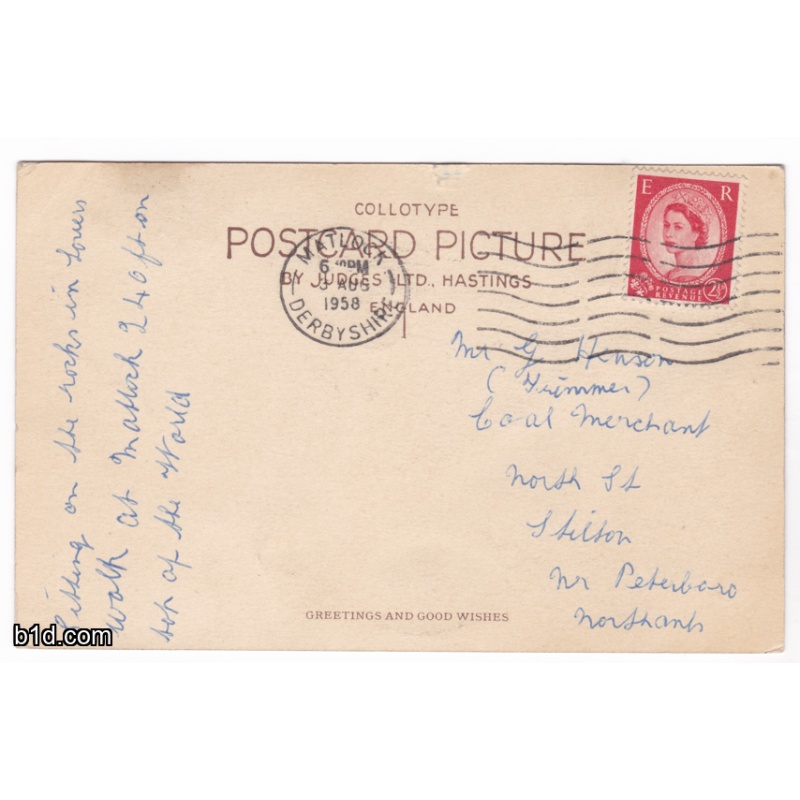 COLLOTYPE
POSTCARD PICTURE
BY JUDGES LTD., HASTINGS
ENGLAND
MATLOCK
6 PM
AUG
1958
DERBYSHIRE
E R
POSTAGE
REVENUE
2½D
Mr G Henson
(Trimmer)
Coal Merchant
North St
Stilton
Nr Peterboro
Northants
Sitting on the rocks in Lovers
Walk at Matlock 240 ft on
top of the World
GREETINGS AND GOOD WISHES
b1d.com